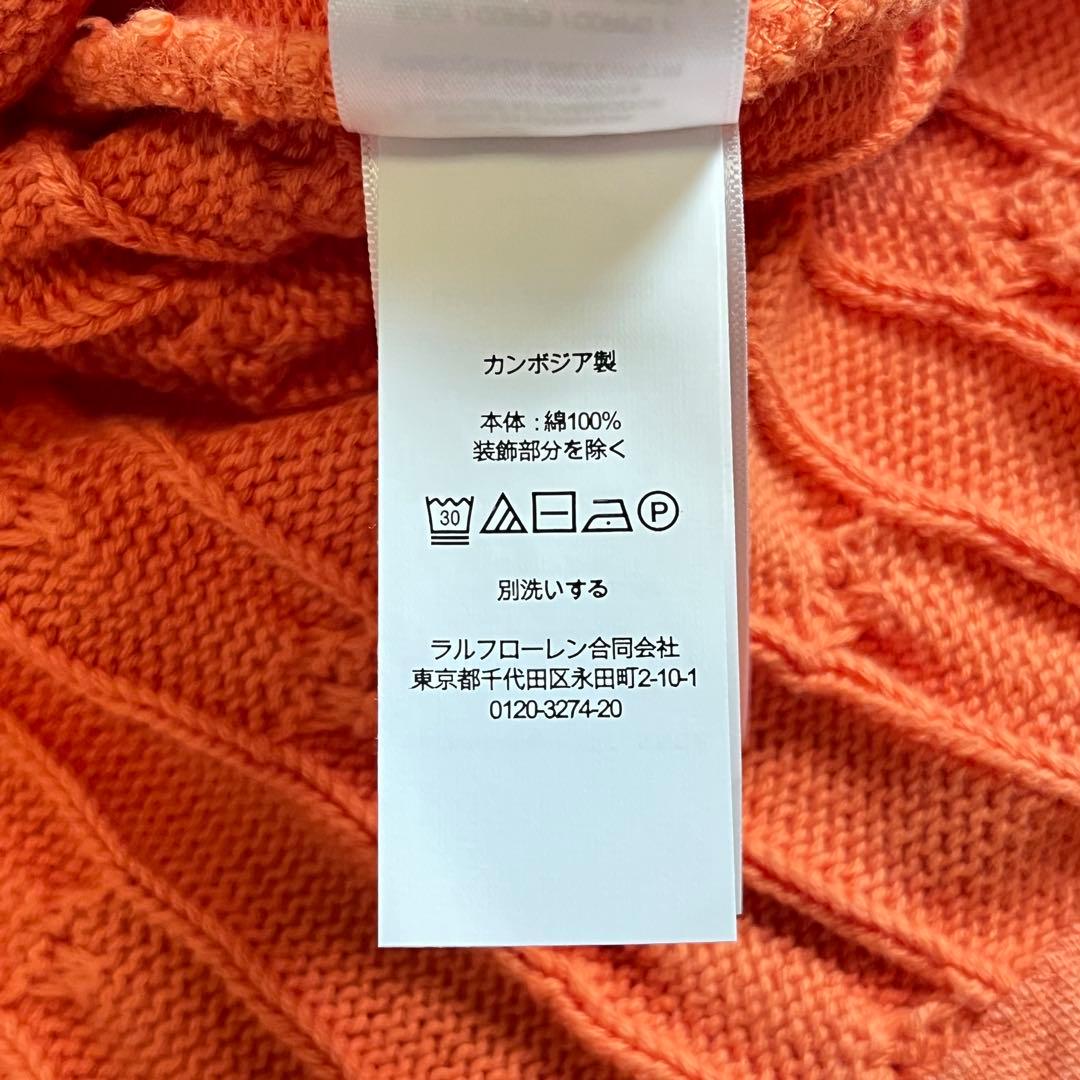 カンボジア製
本体 : 綿100%
装飾部分を除く
30 P
別洗いする
ラルフローレン合同会社
東京都千代田区永田町2-10-1
0120-3274-20